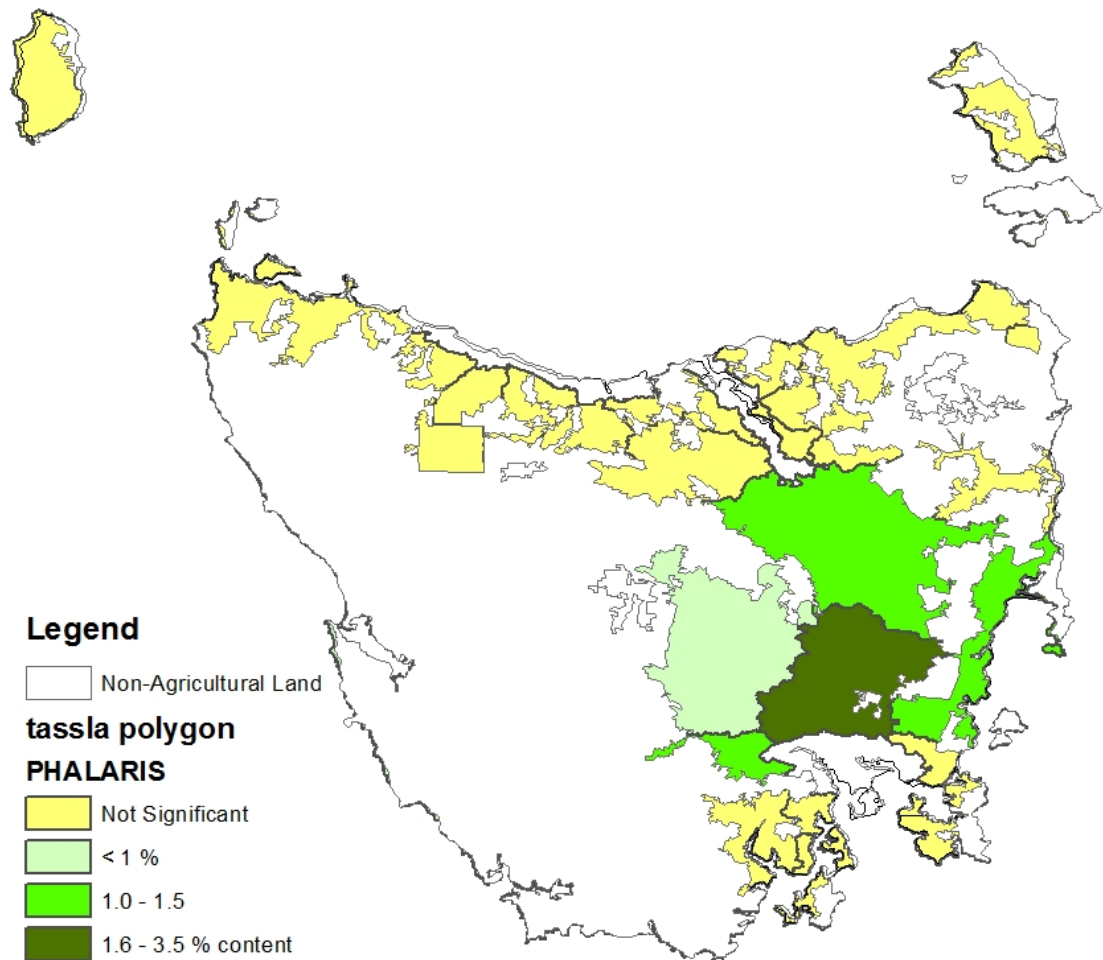 Legend
Non-Agricultural Land
tassla polygon
PHALARIS
Not Significant
< 1 %
1.0 - 1.5
1.6 - 3.5 % content